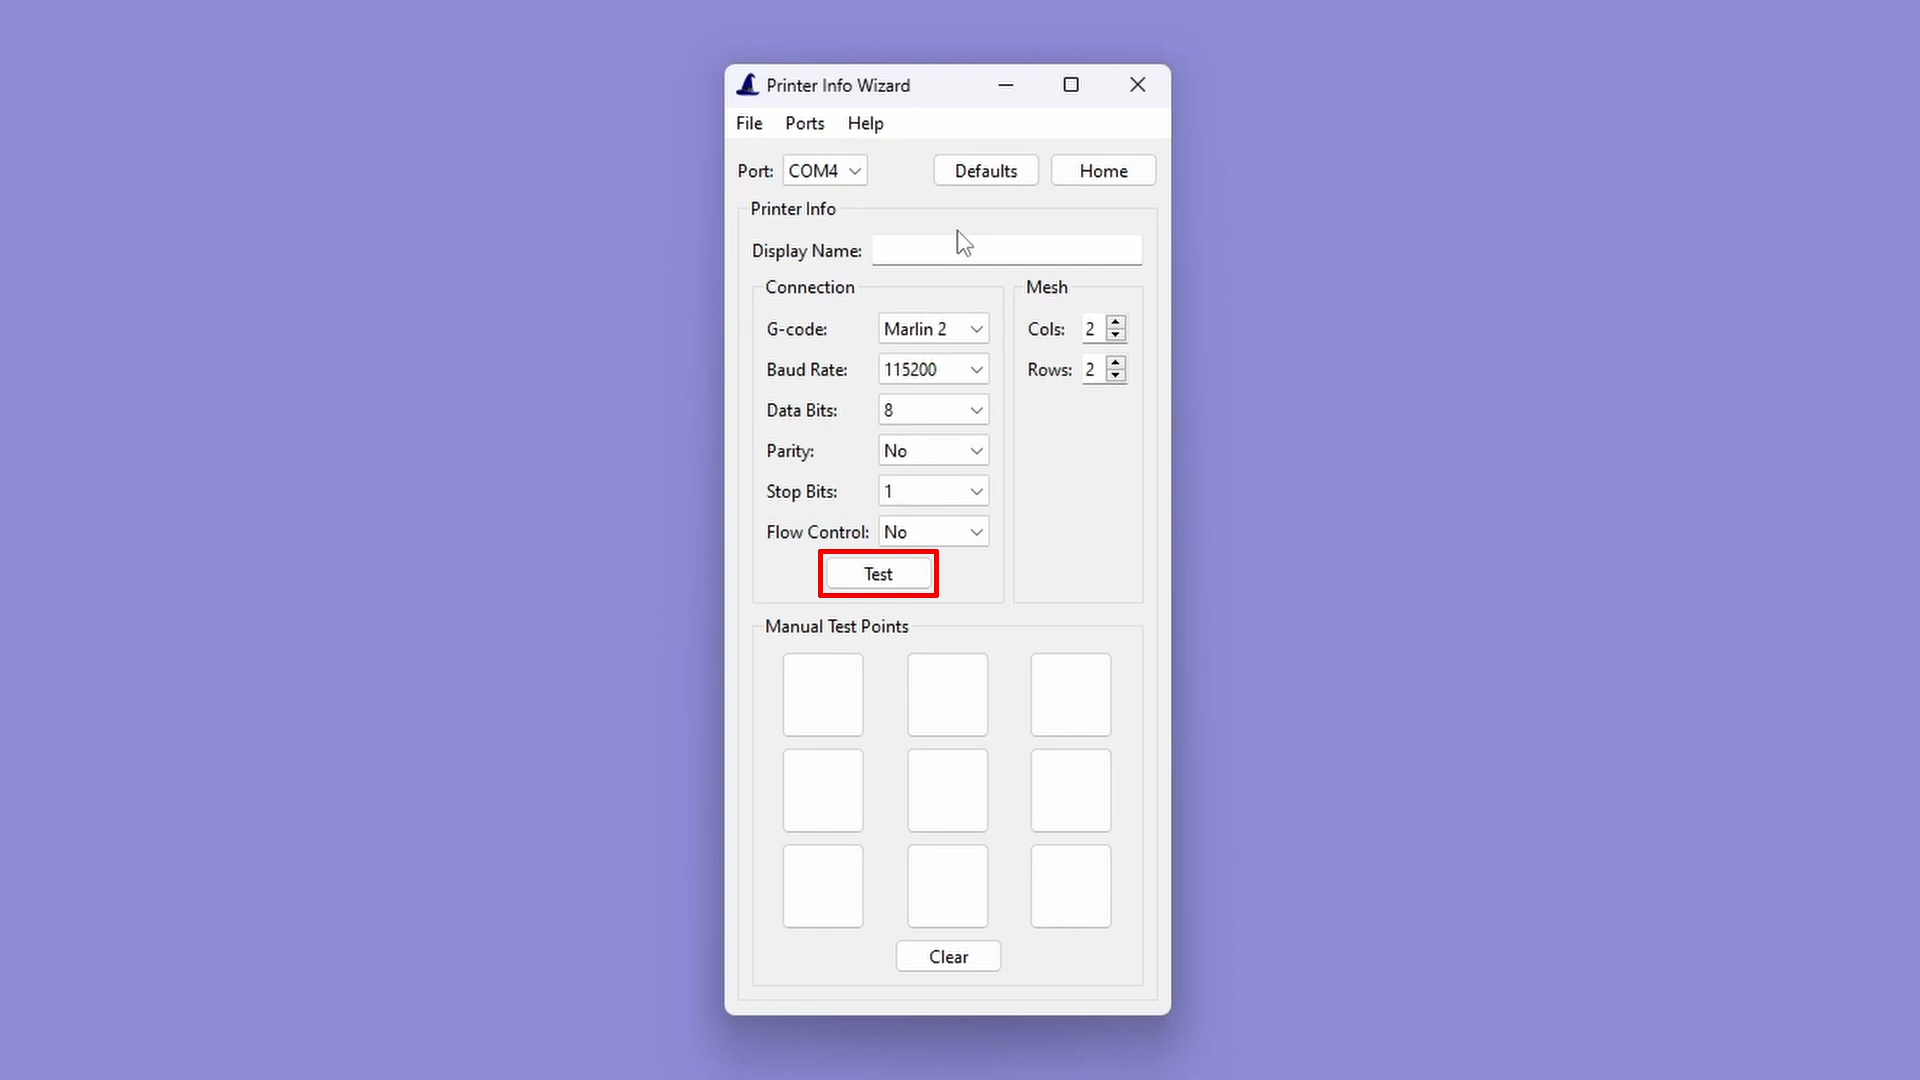 Printer Info Wizard
File Ports Help
Port: COM4 Defaults Home
Printer Info
Display Name:
Connection Mesh
G-code: Marlin 2 Cols: 2
Baud Rate: 115200 Rows: 2
Data Bits: 8
Parity: No
Stop Bits: 1
Flow Control: No
Test
Manual Test Points
Clear